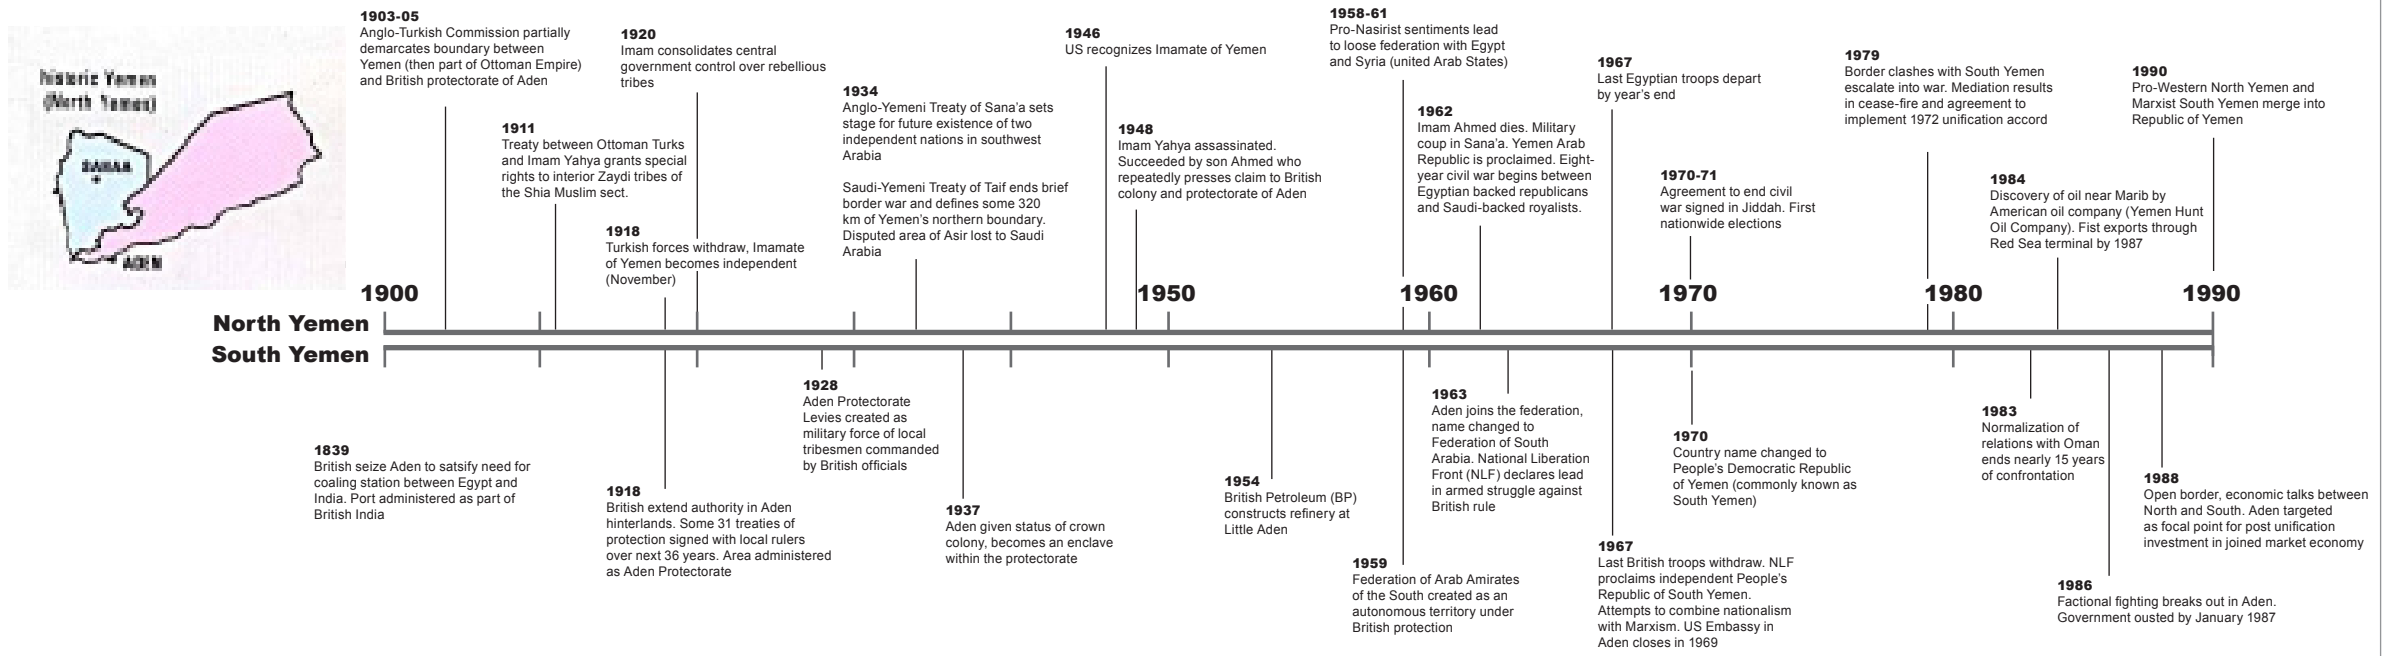 historic Yemen
(North Yemen)
SANAA
ADEN
1903-05
Anglo-Turkish Commission partially
demarcates boundary between
Yemen (then part of Ottoman Empire)
and British protectorate of Aden
1911
Treaty between Ottoman Turks
and Imam Yahya grants special
rights to interior Zaydi tribes of
the Shia Muslim sect.
1918
Turkish forces withdraw, Imamate
of Yemen becomes independent
(November)
1920
Imam consolidates central
government control over rebellious
tribes
1934
Anglo-Yemeni Treaty of Sana’a sets
stage for future existence of two
independent nations in southwest
Arabia
Saudi-Yemeni Treaty of Taif ends brief
border war and defines some 320
km of Yemen’s northern boundary.
Disputed area of Asir lost to Saudi
Arabia
1946
US recognizes Imamate of Yemen
1948
Imam Yahya assassinated.
Succeeded by son Ahmed who
repeatedly presses claim to British
colony and protectorate of Aden
1958-61
Pro-Nasirist sentiments lead
to loose federation with Egypt
and Syria (united Arab States)
1962
Imam Ahmed dies. Military
coup in Sana’a. Yemen Arab
Republic is proclaimed. Eight-
year civil war begins between
Egyptian backed republicans
and Saudi-backed royalists.
1967
Last Egyptian troops depart
by year’s end
1970-71
Agreement to end civil
war signed in Jiddah. First
nationwide elections
1979
Border clashes with South Yemen
escalate into war. Mediation results
in cease-fire and agreement to
implement 1972 unification accord
1984
Discovery of oil near Marib by
American oil company (Yemen Hunt
Oil Company). Fist exports through
Red Sea terminal by 1987
1990
Pro-Western North Yemen and
Marxist South Yemen merge into
Republic of Yemen
1900
1950
1960
1970
1980
1990
North Yemen
South Yemen
1839
British seize Aden to satsify need for
coaling station between Egypt and
India. Port administered as part of
British India
1918
British extend authority in Aden
hinterlands. Some 31 treaties of
protection signed with local rulers
over next 36 years. Area administered
as Aden Protectorate
1928
Aden Protectorate
Levies created as
military force of local
tribesmen commanded
by British officials
1937
Aden given status of crown
colony, becomes an enclave
within the protectorate
1954
British Petroleum (BP)
constructs refinery at
Little Aden
1959
Federation of Arab Amirates
of the South created as an
autonomous territory under
British protection
1963
Aden joins the federation,
name changed to
Federation of South
Arabia. National Liberation
Front (NLF) declares lead
in armed struggle against
British rule
1967
Last British troops withdraw. NLF
proclaims independent People’s
Republic of South Yemen.
Attempts to combine nationalism
with Marxism. US Embassy in
Aden closes in 1969
1970
Country name changed to
People’s Democratic Republic
of Yemen (commonly known as
South Yemen)
1983
Normalization of
relations with Oman
ends nearly 15 years
of confrontation
1986
Factional fighting breaks out in Aden.
Government ousted by January 1987
1988
Open border, economic talks between
North and South. Aden targeted
as focal point for post unification
investment in joined market economy